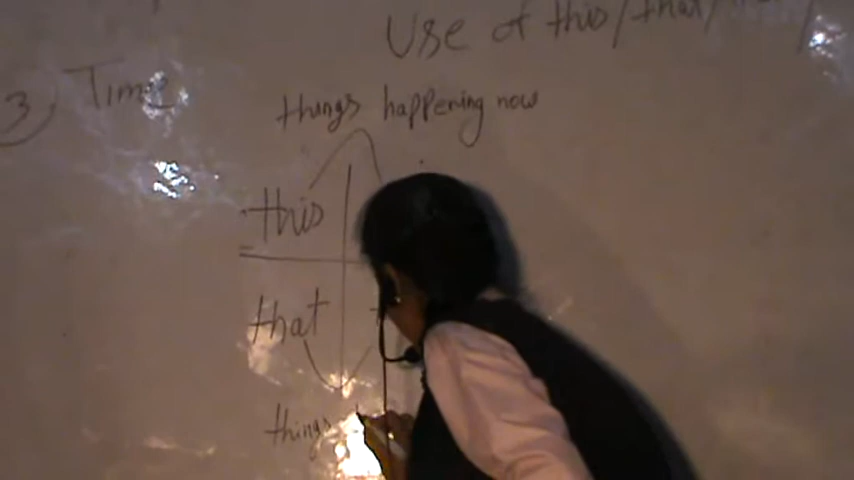 Use of this/that/
3) Time
things happening now
this
that
things